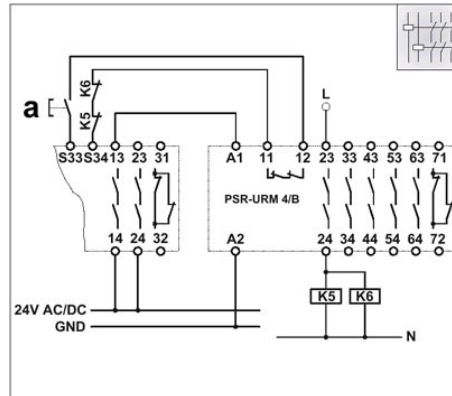 a
K6
K5
L
S33 S34 13 23 31
A1 11 12 23 33 43 53 63 71
PSR-URM 4/B
14 24 32
A2 24 34 44 54 64 72
K5 K6
24V AC/DC
GND
N